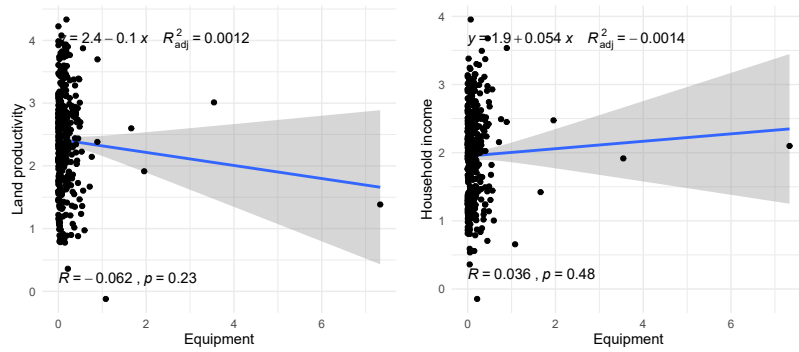 y = 2.4 − 0.1 x R²adj = 0.0012
4
3
2
1
0
Land productivity
R = − 0.062 , p = 0.23
0 2 4 6
Equipment
y = 1.9 + 0.054 x R²adj = − 0.0014
4
3
2
1
0
Household income
R = 0.036 , p = 0.48
0 2 4 6
Equipment